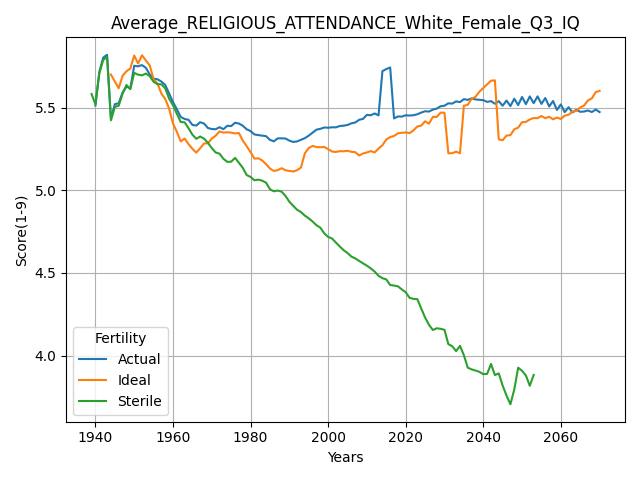 Average_RELIGIOUS_ATTENDANCE_White_Female_Q3_IQ
Score(1-9)
5.5
5.0
4.5
4.0
Fertility
Actual
Ideal
Sterile
1940 1960 1980 2000 2020 2040 2060
Years